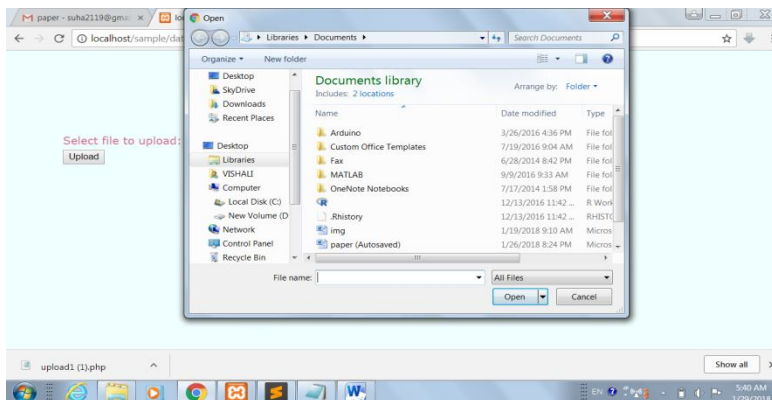 paper - suha2119@gma
lo
Open
localhost/sample/dat
Libraries
Documents
Search Documents
Organize
New folder
Desktop
SkyDrive
Downloads
Recent Places
Desktop
Libraries
VISHALI
Computer
Local Disk (C:)
New Volume (D
Network
Control Panel
Recycle Bin
Documents library
Includes: 2 locations
Arrange by: Folder
Name Date modified Type
Arduino 3/26/2016 4:36 PM File fol
Custom Office Templates 7/19/2016 9:04 AM File fol
Fax 6/28/2014 8:42 PM File fol
MATLAB 9/9/2016 9:33 AM File fol
OneNote Notebooks 7/17/2014 1:58 PM File fol
12/13/2016 11:42 ... R Work
.Rhistory 12/13/2016 11:42 ... RHISTO
img 1/19/2018 9:10 AM Micros
paper (Autosaved) 1/26/2018 8:24 PM Micros
File name:
All Files
Open
Cancel
Select file to upload:
Upload
upload1 (1).php
Show all
EN
5:40 AM
1/29/2018